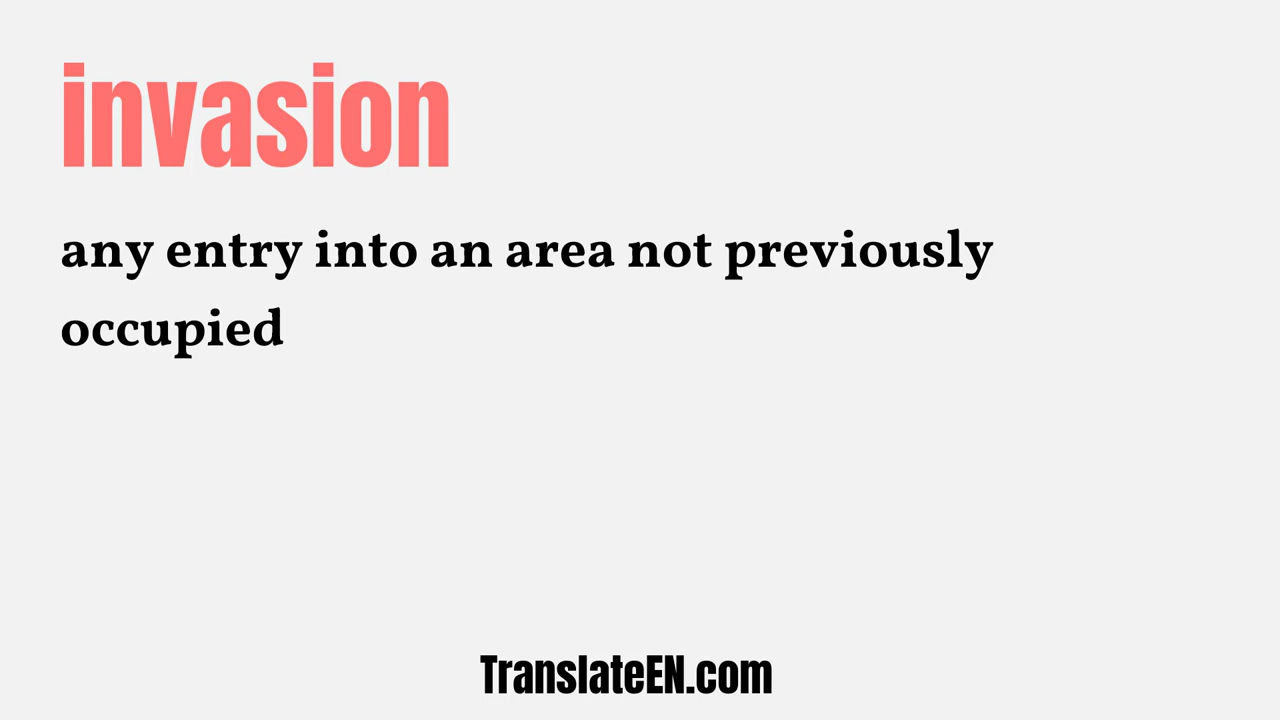 invasion
any entry into an area not previously
occupied
TranslateEN.com